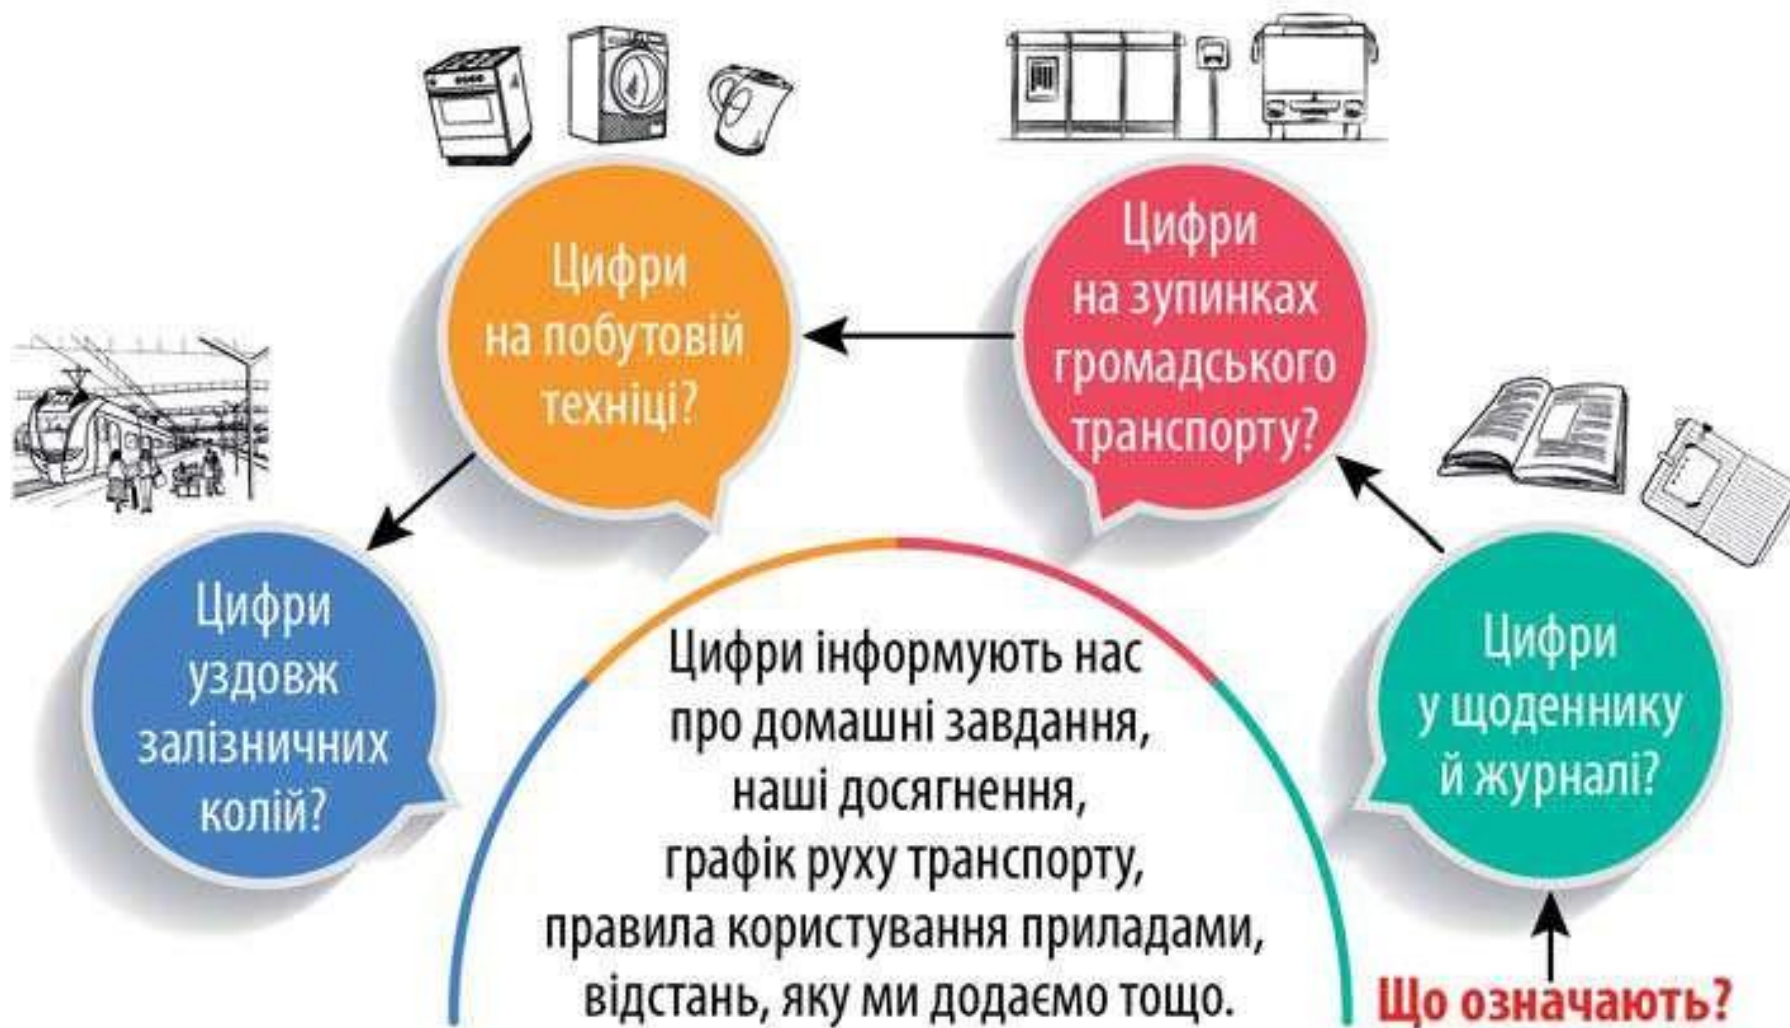 Цифри
на побутовій
техніці?
Цифри
на зупинках
громадського
транспорту?
Цифри
уздовж
залізничних
колій?
Цифри
у щоденнику
й журналі?
Цифри інформують нас
про домашні завдання,
наші досягнення,
графік руху транспорту,
правила користування приладами,
відстань, яку ми додаємо тощо.
Що означають?